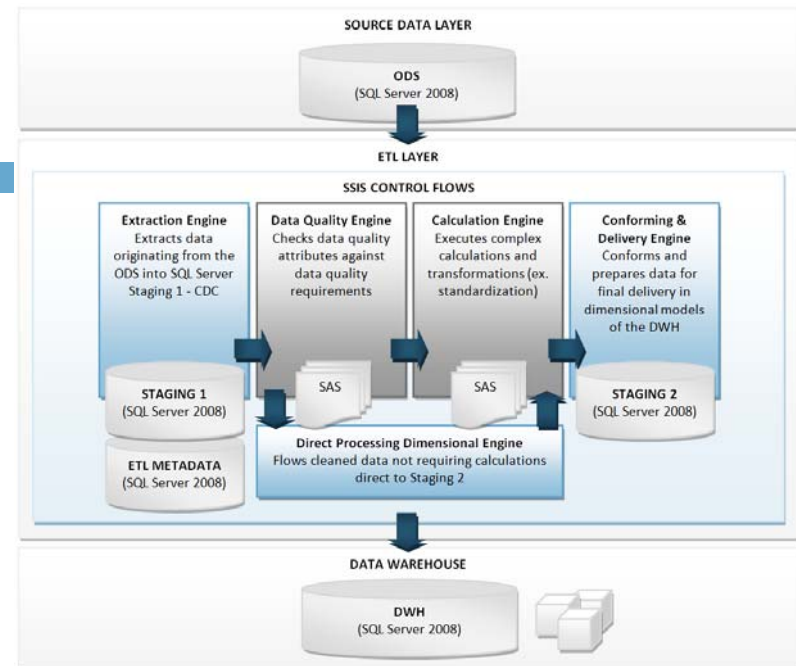 SOURCE DATA LAYER
ODS
(SQL Server 2008)
ETL LAYER
SSIS CONTROL FLOWS
Extraction Engine
Extracts data
originating from the
ODS into SQL Server
Staging 1 - CDC
Data Quality Engine
Checks data quality
attributes against
data quality
requirements
Calculation Engine
Executes complex
calculations and
transformations (ex.
standardization)
Conforming &
Delivery Engine
Conforms and
prepares data for
final delivery in
dimensional models
of the DWH
STAGING 1
(SQL Server 2008)
SAS
SAS
STAGING 2
(SQL Server 2008)
ETL METADATA
(SQL Server 2008)
Direct Processing Dimensional Engine
Flows cleaned data not requiring calculations
direct to Staging 2
DATA WAREHOUSE
DWH
(SQL Server 2008)